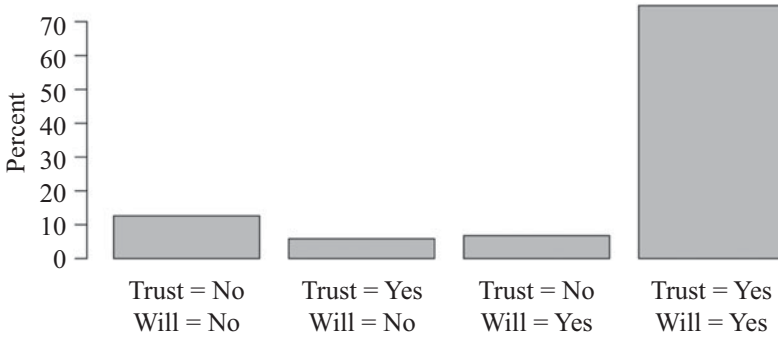 Percent
70
60
50
40
30
20
10
0
Trust = No
Will = No
Trust = Yes
Will = No
Trust = No
Will = Yes
Trust = Yes
Will = Yes